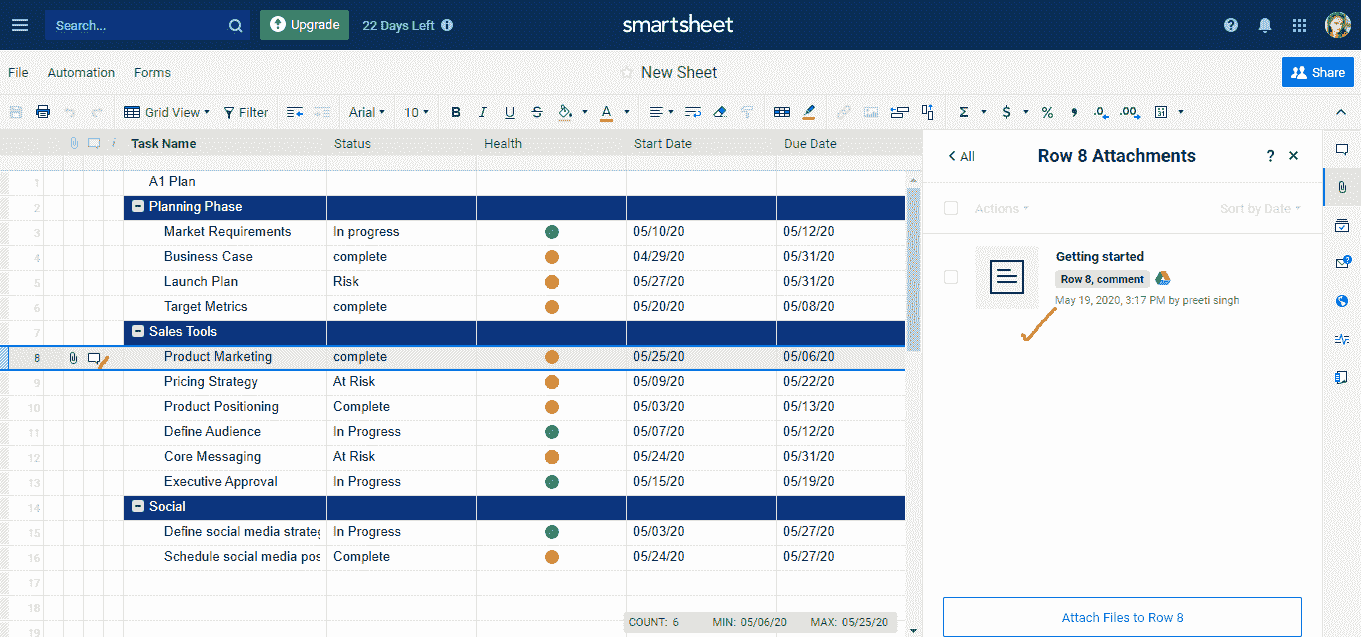 Search... Upgrade 22 Days Left smartsheet
File Automation Forms New Sheet Share
Grid View Filter Arial 10 B I U S A Σ $ % , .0 .00 31
Task Name Status Health Start Date Due Date
1 A1 Plan
2 Planning Phase
3 Market Requirements In progress 05/10/20 05/12/20
4 Business Case complete 04/29/20 05/31/20
5 Launch Plan Risk 05/27/20 05/31/20
6 Target Metrics complete 05/20/20 05/08/20
7 Sales Tools
8 Product Marketing complete 05/25/20 05/06/20
9 Pricing Strategy At Risk 05/09/20 05/22/20
10 Product Positioning Complete 05/03/20 05/13/20
11 Define Audience In Progress 05/07/20 05/12/20
12 Core Messaging At Risk 05/24/20 05/31/20
13 Executive Approval In Progress 05/15/20 05/19/20
14 Social
15 Define social media strateg In Progress 05/03/20 05/27/20
16 Schedule social media pos Complete 05/24/20 05/27/20
17
18
19
COUNT: 6 MIN: 05/06/20 MAX: 05/25/20
All Row 8 Attachments ?
Actions Sort by Date
Getting started
Row 8, comment
May 19, 2020, 3:17 PM by preeti singh
Attach Files to Row 8